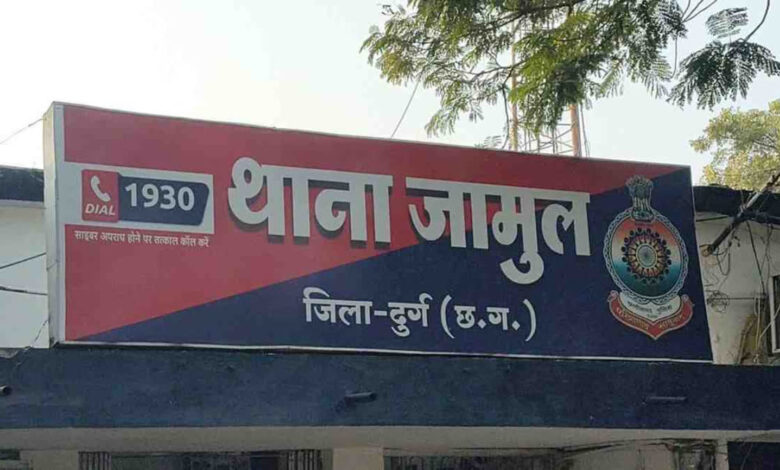 थाना जामुल
DIAL 1930
साइबर अपराध होने पर तत्काल कॉल करें
जिला-दुर्ग (छ.ग.)